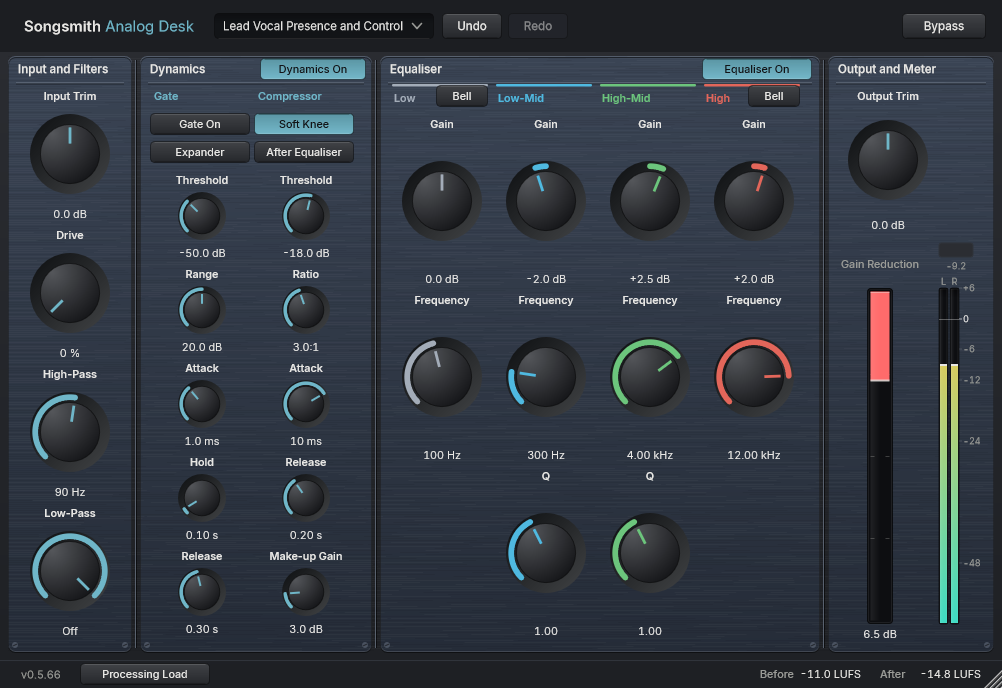 Songsmith Analog Desk
Lead Vocal Presence and Control
Undo
Redo
Bypass
Input and Filters
Input Trim
0.0 dB
Drive
0 %
High-Pass
90 Hz
Low-Pass
Off
Dynamics
Dynamics On
Gate
Compressor
Gate On
Soft Knee
Expander
After Equaliser
Threshold
Threshold
-50.0 dB
-18.0 dB
Range
Ratio
20.0 dB
3.0:1
Attack
Attack
1.0 ms
10 ms
Hold
Release
0.10 s
0.20 s
Release
Make-up Gain
0.30 s
3.0 dB
Equaliser
Equaliser On
Low
Bell
Low-Mid
High-Mid
High
Bell
Gain
Gain
Gain
Gain
0.0 dB
-2.0 dB
+2.5 dB
+2.0 dB
Frequency
Frequency
Frequency
Frequency
100 Hz
300 Hz
4.00 kHz
12.00 kHz
Q
Q
1.00
1.00
Output and Meter
Output Trim
0.0 dB
Gain Reduction
-9.2
L R
+6
0
-6
-12
-24
-48
6.5 dB
v0.5.66
Processing Load
Before -11.0 LUFS
After -14.8 LUFS